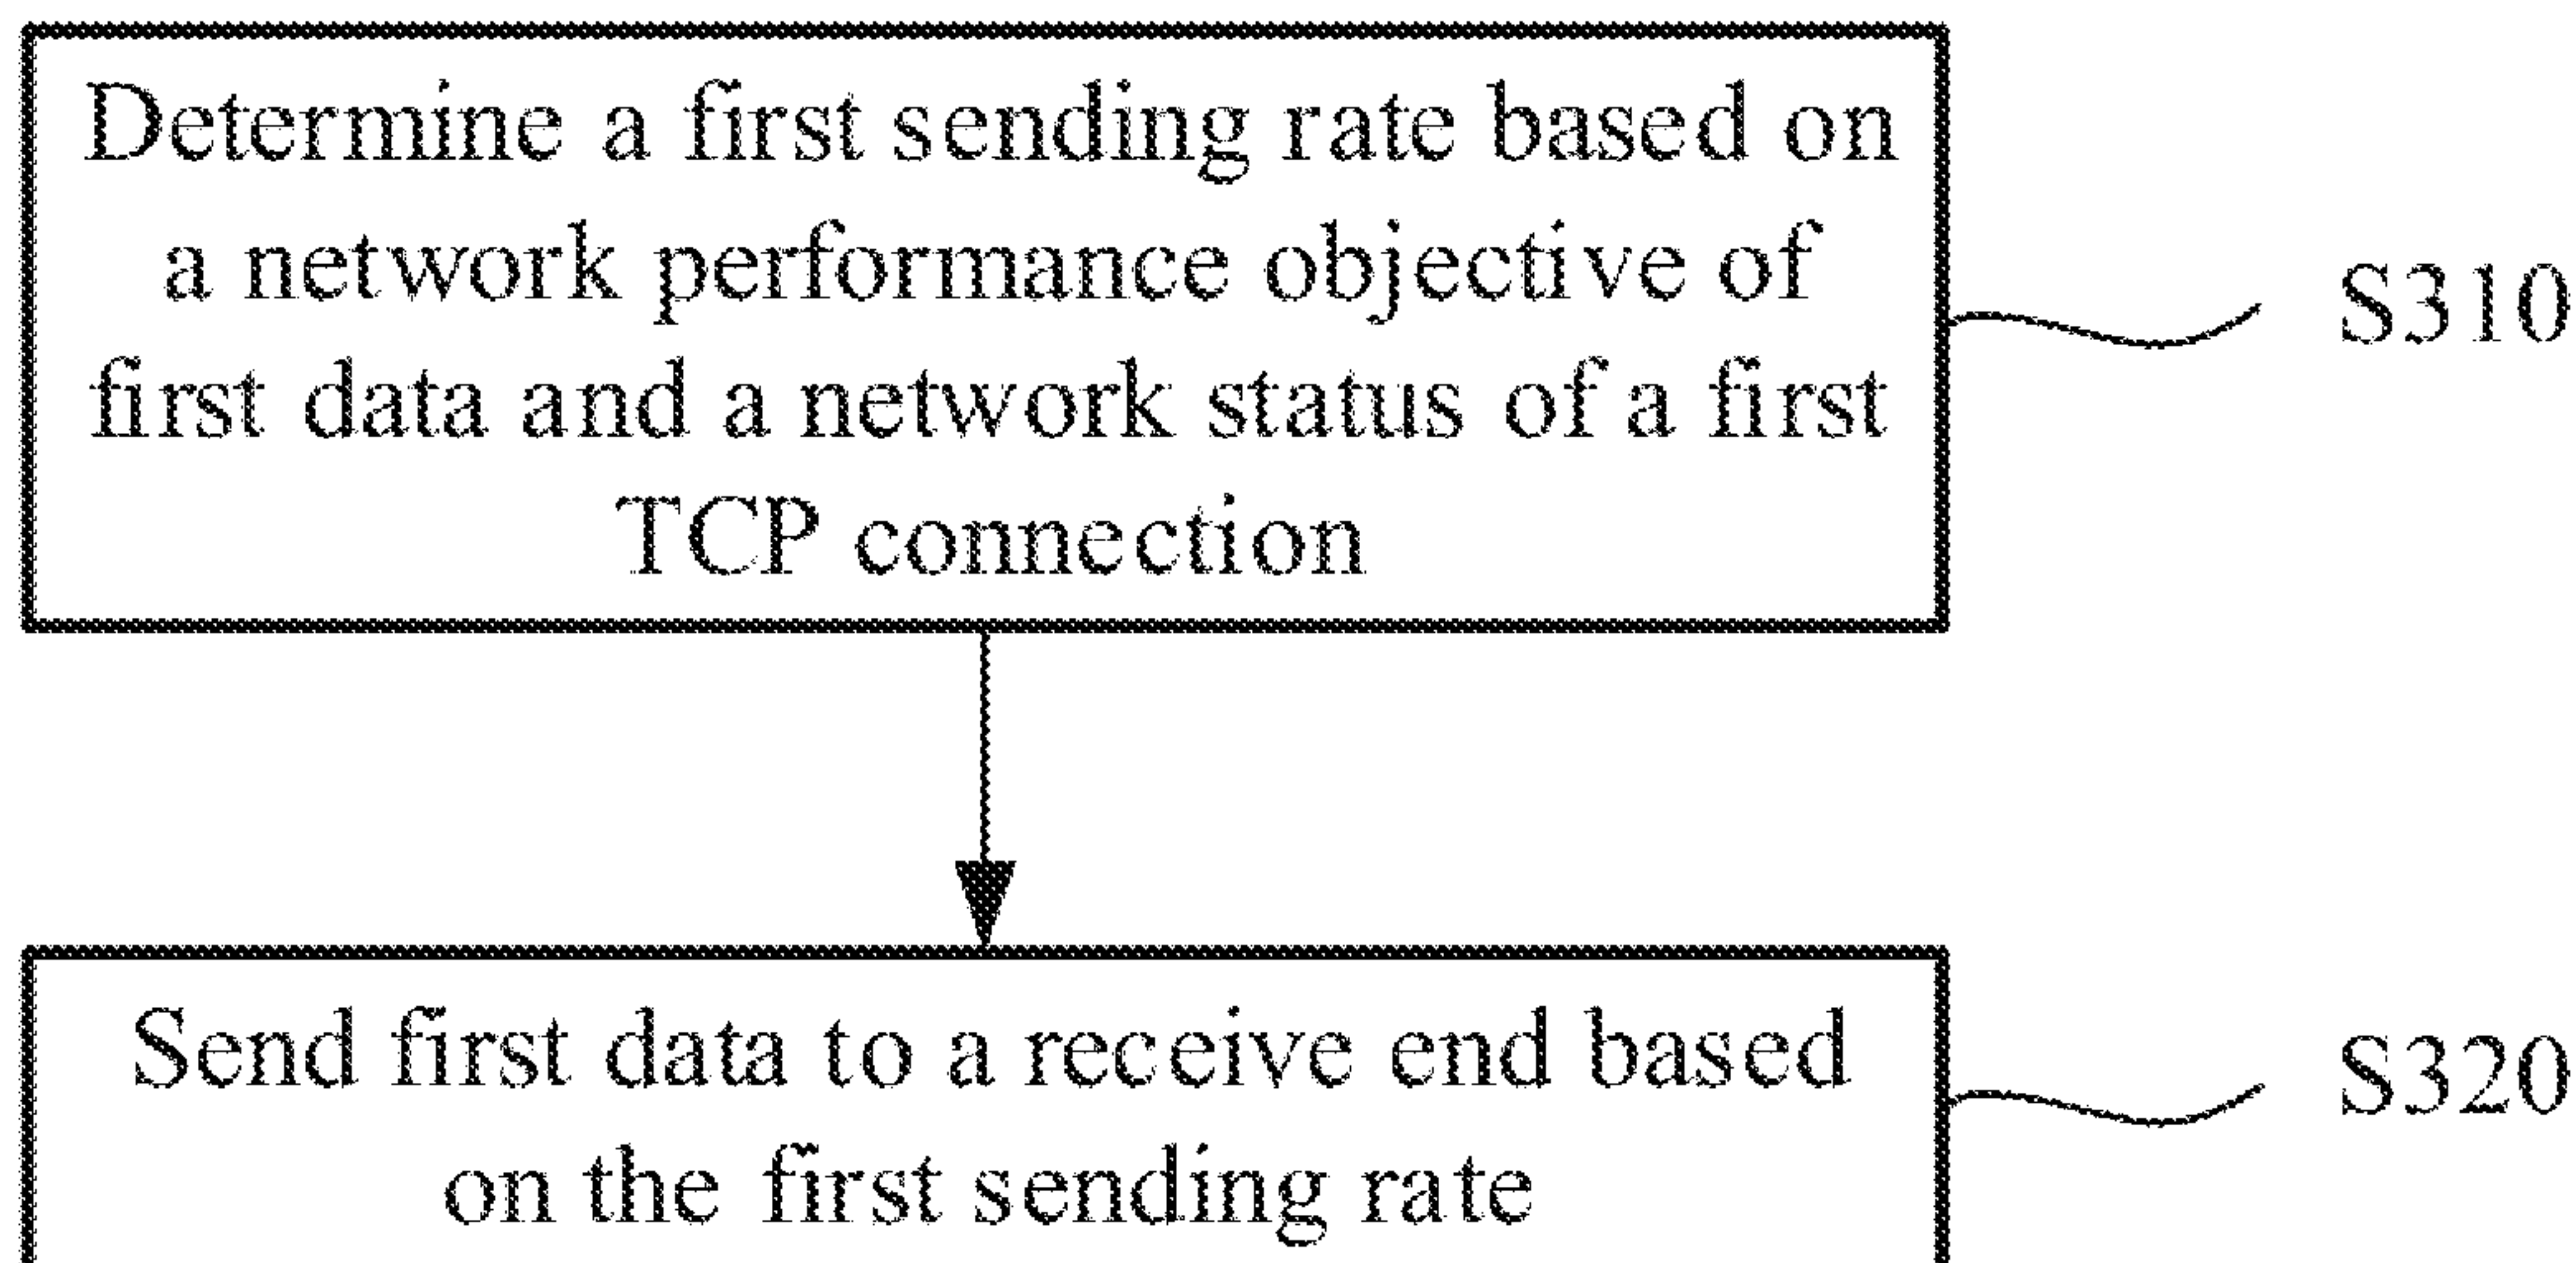 Determine a first sending rate based on
a network performance objective of
first data and a network status of a first
TCP connection
S310
Send first data to a receive end based
on the first sending rate
S320